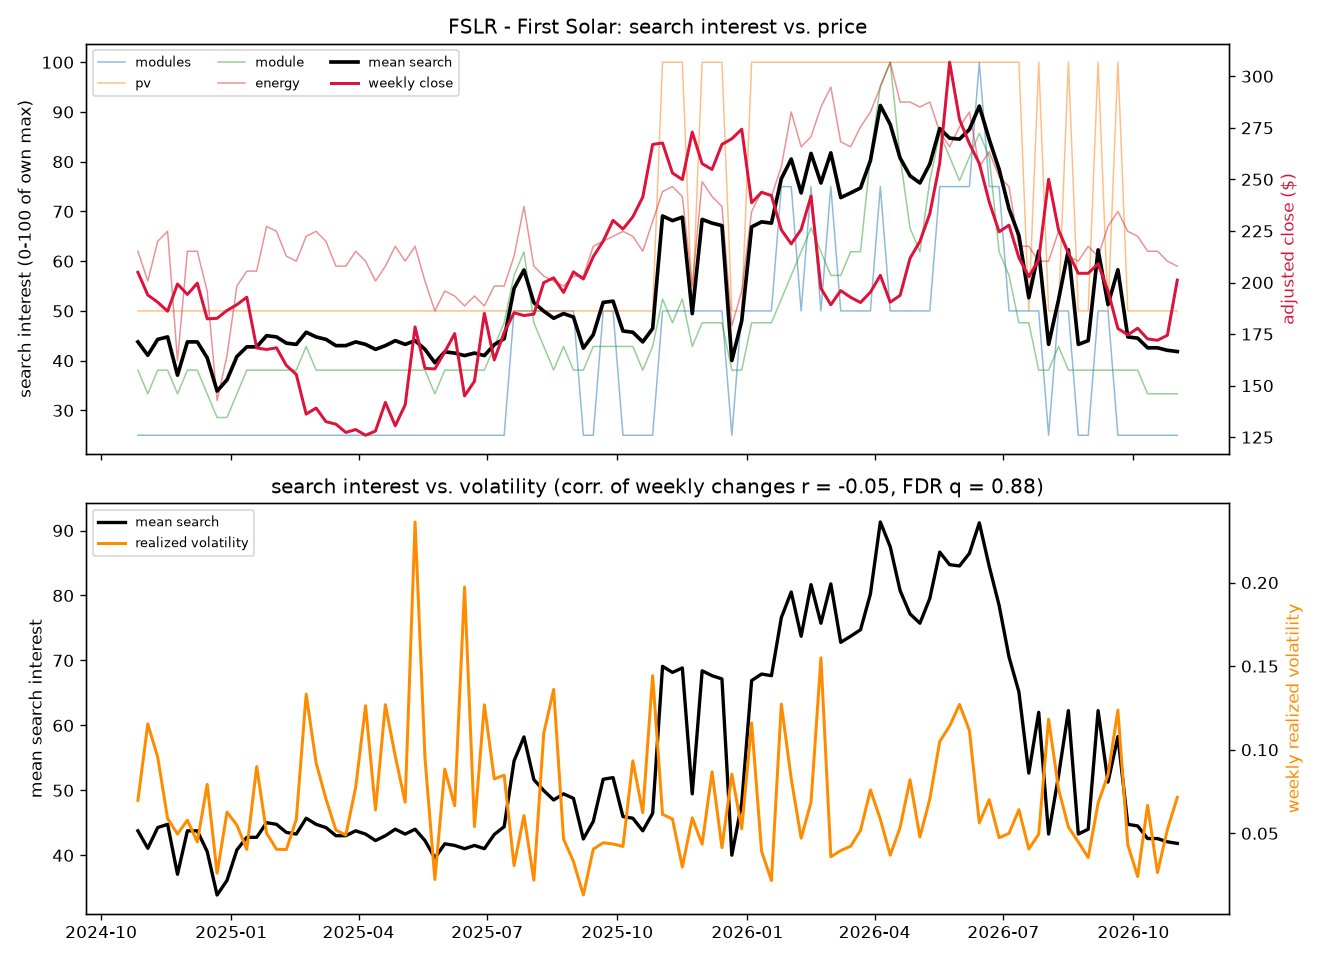 FSLR - First Solar: search interest vs. price
modules
pv
module
energy
mean search
weekly close
search interest (0-100 of own max)
100
90
80
70
60
50
40
30
adjusted close ($)
300
275
250
225
200
175
150
125
search interest vs. volatility (corr. of weekly changes r = -0.05, FDR q = 0.88)
mean search
realized volatility
mean search interest
90
80
70
60
50
40
weekly realized volatility
0.20
0.15
0.10
0.05
2024-10
2025-01
2025-04
2025-07
2025-10
2026-01
2026-04
2026-07
2026-10